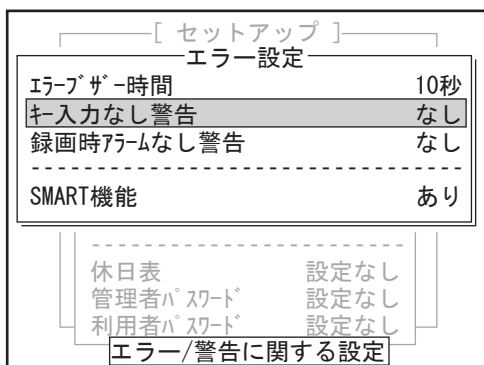 [ セットアップ ]
エラー設定
ｴﾗｰﾌﾞｻﾞｰ時間 10秒
ｷｰ入力なし警告 なし
録画時ｱﾗｰﾑなし警告 なし
SMART機能 あり
休日表 設定なし
管理者ﾊﾟｽﾜｰﾄﾞ 設定なし
利用者ﾊﾟｽﾜｰﾄﾞ 設定なし
エラー/警告に関する設定